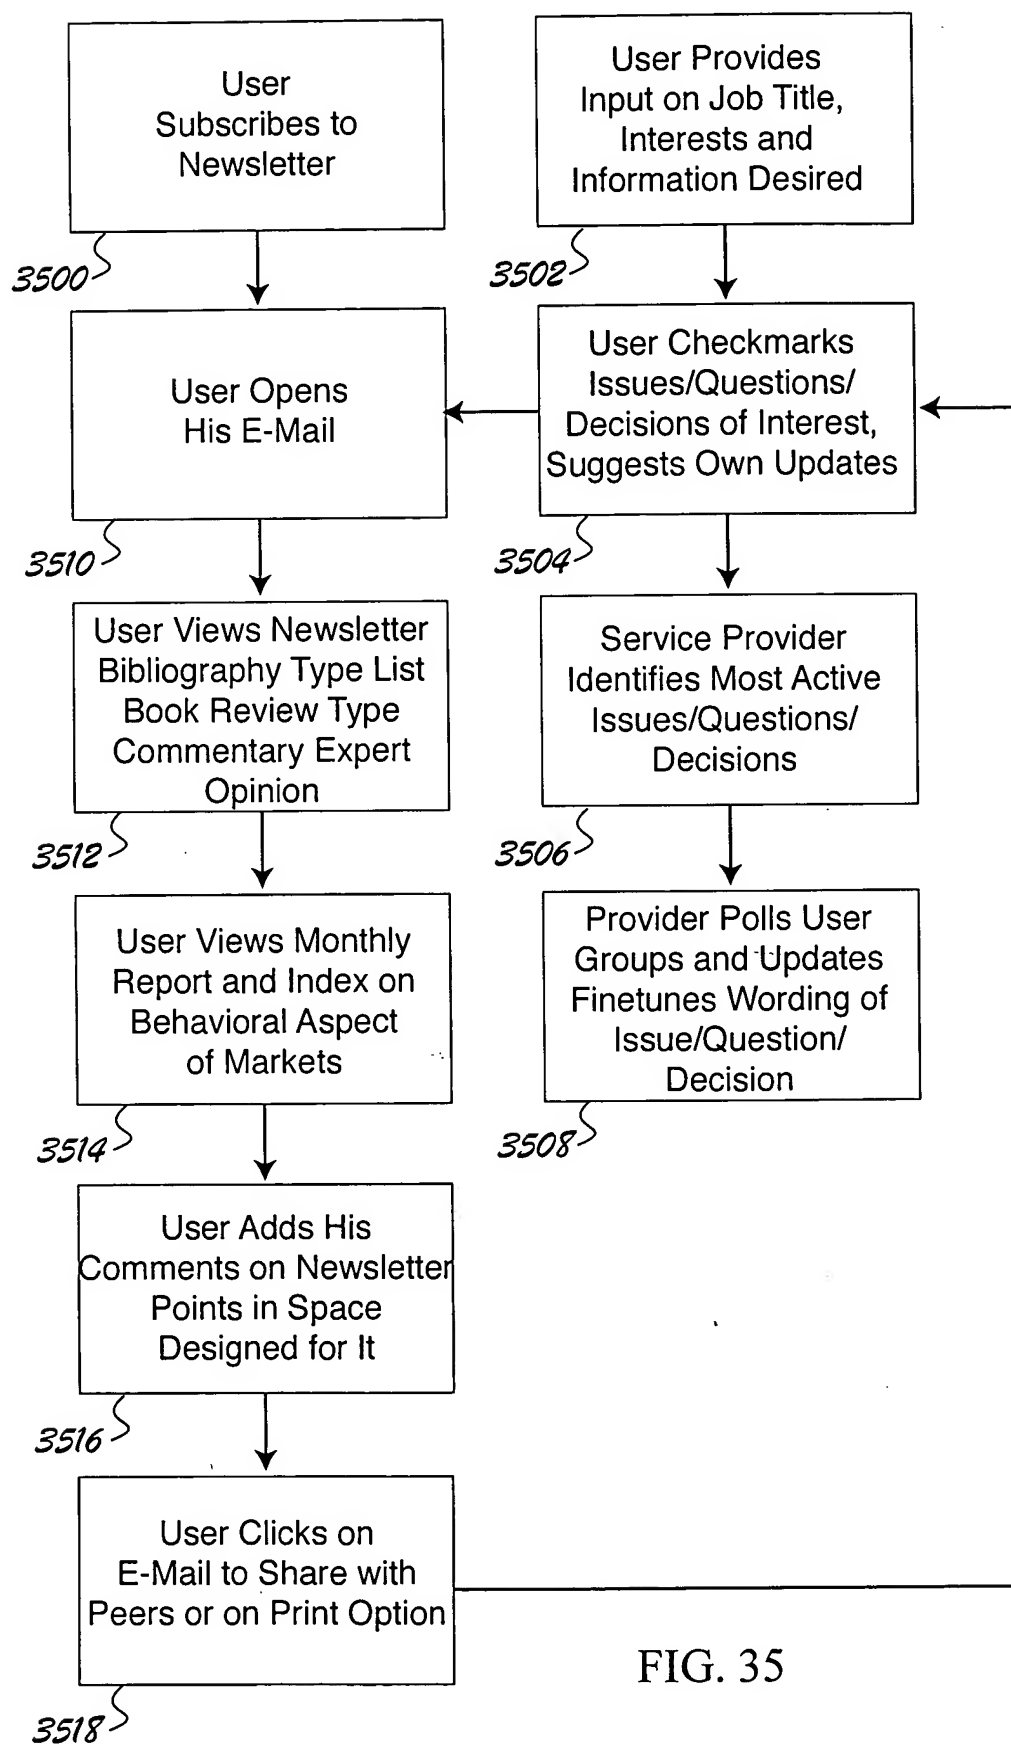 User
Subscribes to
Newsletter
3500
User Provides
Input on Job Title,
Interests and
Information Desired
3502
User Opens
His E-Mail
3510
User Checkmarks
Issues/Questions/
Decisions of Interest,
Suggests Own Updates
3504
User Views Newsletter
Bibliography Type List
Book Review Type
Commentary Expert
Opinion
3512
Service Provider
Identifies Most Active
Issues/Questions/
Decisions
3506
User Views Monthly
Report and Index on
Behavioral Aspect
of Markets
3514
Provider Polls User
Groups and Updates
Finetunes Wording of
Issue/Question/
Decision
3508
User Adds His
Comments on Newsletter
Points in Space
Designed for It
3516
User Clicks on
E-Mail to Share with
Peers or on Print Option
3518
FIG. 35